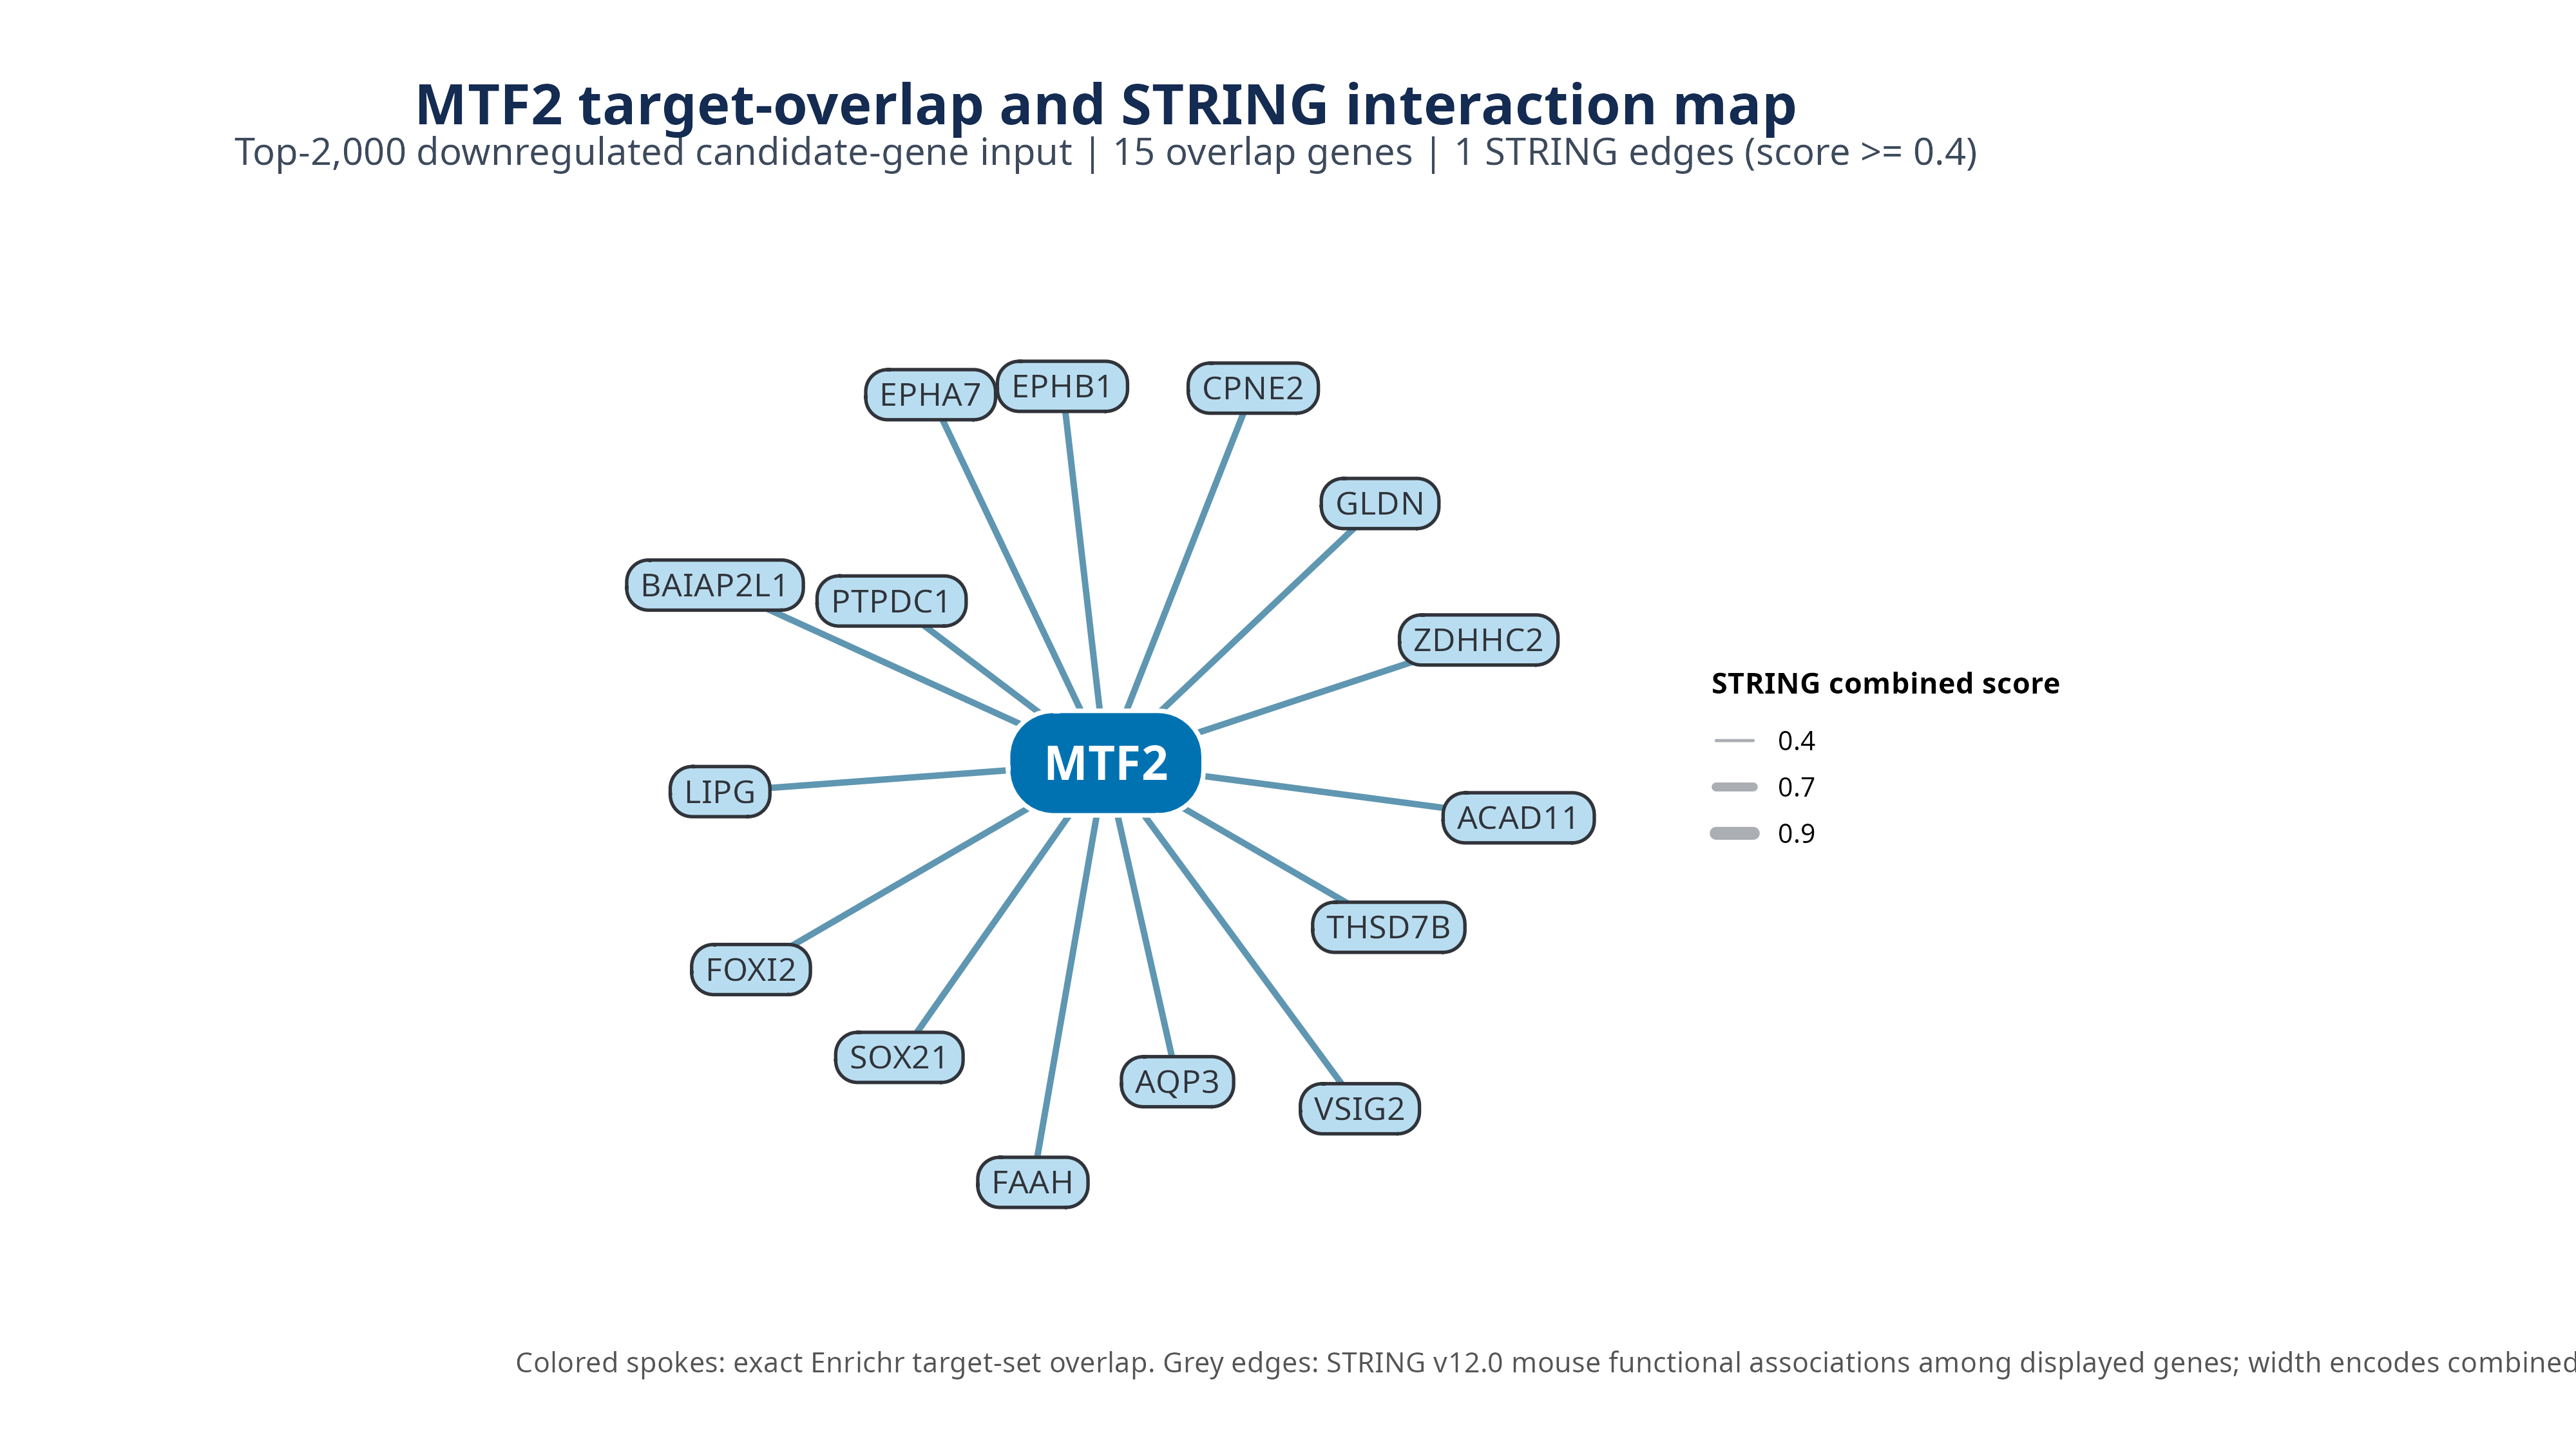 MTF2 target-overlap and STRING interaction map
Top-2,000 downregulated candidate-gene input | 15 overlap genes | 1 STRING edges (score >= 0.4)
EPHA7
EPHB1
CPNE2
GLDN
BAIAP2L1
PTPDC1
ZDHHC2
STRING combined score
0.4
0.7
0.9
MTF2
LIPG
ACAD11
THSD7B
FOXI2
SOX21
AQP3
VSIG2
FAAH
Colored spokes: exact Enrichr target-set overlap. Grey edges: STRING v12.0 mouse functional associations among displayed genes; width encodes combined